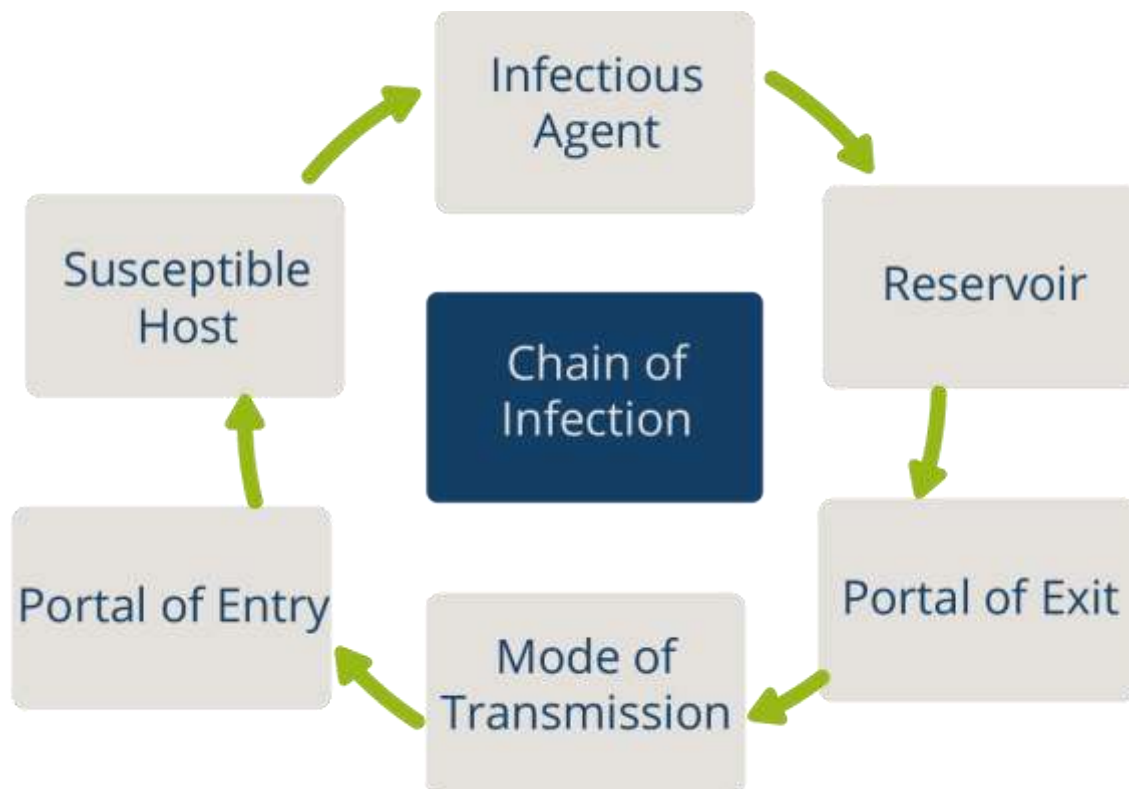 Infectious
Agent
Reservoir
Portal of Exit
Mode of
Transmission
Portal of Entry
Susceptible
Host
Chain of
Infection